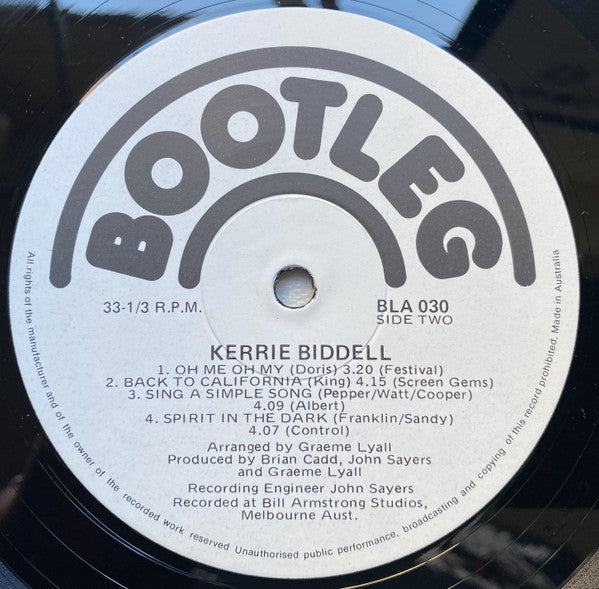 BOOTLEG
33-1/3 R.P.M.
BLA 030
SIDE TWO
KERRIE BIDDELL
1. OH ME OH MY (Doris) 3.20 (Festival)
2. BACK TO CALIFORNIA (King) 4.15 (Screen Gems)
3. SING A SIMPLE SONG (Pepper/Watt/Cooper)
4.09 (Albert)
4. SPIRIT IN THE DARK (Franklin/Sandy)
4.07 (Control)
Arranged by Graeme Lyall
Produced by Brian Cadd, John Sayers
and Graeme Lyall
Recording Engineer John Sayers
Recorded at Bill Armstrong Studios,
Melbourne Aust.
All rights of the manufacturer and of the owner of the recorded work reserved Unauthorised public performance, broadcasting and copying of this record prohibited. Made in Australia